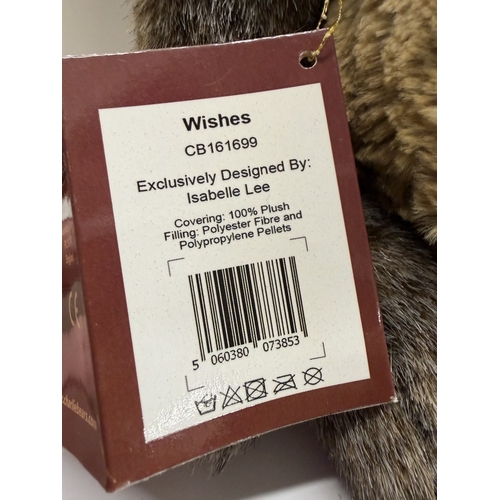 Wishes
CB161699
Exclusively Designed By:
Isabelle Lee
Covering: 100% Plush
Filling: Polyester Fibre and
Polypropylene Pellets
5 060380 073853